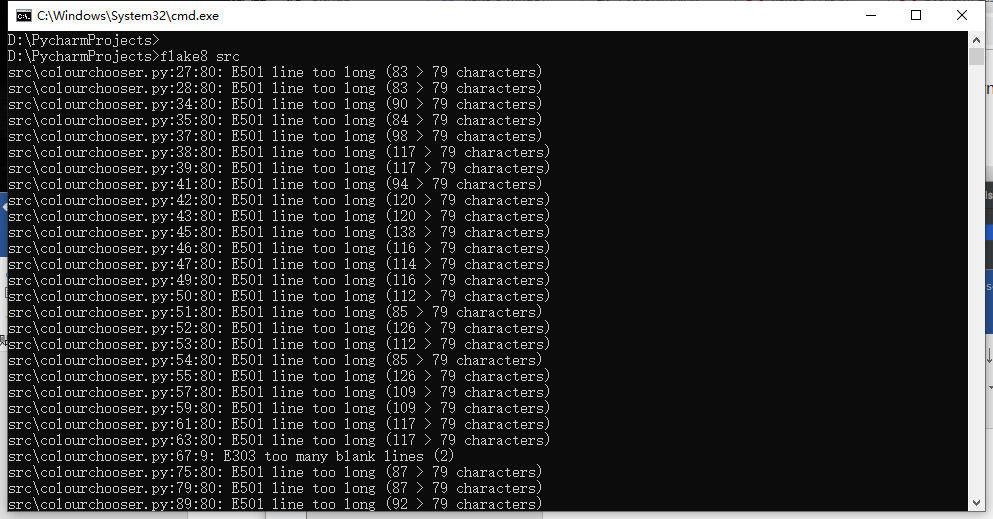 C:\Windows\System32\cmd.exe
D:\PycharmProjects>
D:\PycharmProjects>flake8 src
src\colourchooser.py:27:80: E501 line too long (83 > 79 characters)
src\colourchooser.py:28:80: E501 line too long (83 > 79 characters)
src\colourchooser.py:34:80: E501 line too long (90 > 79 characters)
src\colourchooser.py:35:80: E501 line too long (84 > 79 characters)
src\colourchooser.py:37:80: E501 line too long (98 > 79 characters)
src\colourchooser.py:38:80: E501 line too long (117 > 79 characters)
src\colourchooser.py:39:80: E501 line too long (117 > 79 characters)
src\colourchooser.py:41:80: E501 line too long (94 > 79 characters)
src\colourchooser.py:42:80: E501 line too long (120 > 79 characters)
src\colourchooser.py:43:80: E501 line too long (120 > 79 characters)
src\colourchooser.py:45:80: E501 line too long (138 > 79 characters)
src\colourchooser.py:46:80: E501 line too long (116 > 79 characters)
src\colourchooser.py:47:80: E501 line too long (114 > 79 characters)
src\colourchooser.py:49:80: E501 line too long (116 > 79 characters)
src\colourchooser.py:50:80: E501 line too long (112 > 79 characters)
src\colourchooser.py:51:80: E501 line too long (85 > 79 characters)
src\colourchooser.py:52:80: E501 line too long (126 > 79 characters)
src\colourchooser.py:53:80: E501 line too long (112 > 79 characters)
src\colourchooser.py:54:80: E501 line too long (85 > 79 characters)
src\colourchooser.py:55:80: E501 line too long (126 > 79 characters)
src\colourchooser.py:57:80: E501 line too long (109 > 79 characters)
src\colourchooser.py:59:80: E501 line too long (109 > 79 characters)
src\colourchooser.py:61:80: E501 line too long (117 > 79 characters)
src\colourchooser.py:63:80: E501 line too long (117 > 79 characters)
src\colourchooser.py:67:9: E303 too many blank lines (2)
src\colourchooser.py:75:80: E501 line too long (87 > 79 characters)
src\colourchooser.py:79:80: E501 line too long (87 > 79 characters)
src\colourchooser.py:89:80: E501 line too long (92 > 79 characters)